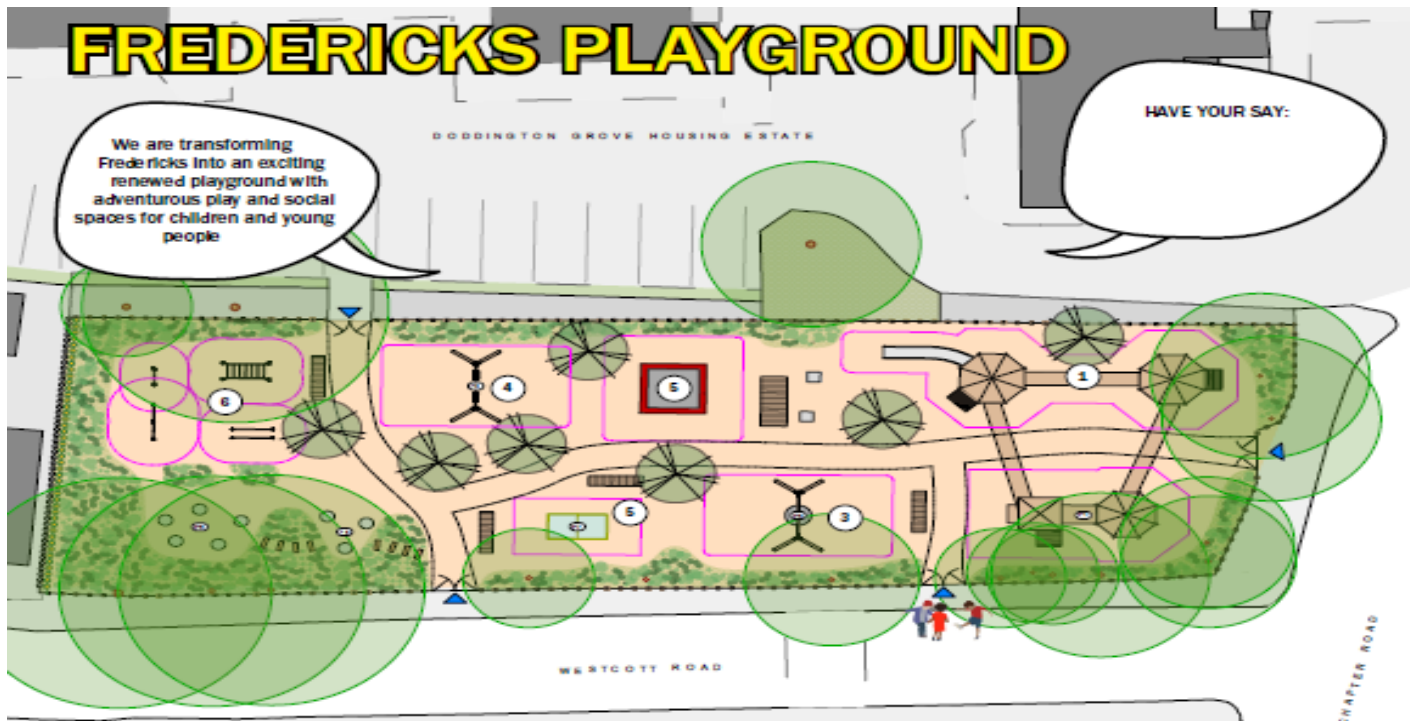 FREDERICKS PLAYGROUND
We are transforming
Fredericks into an exciting
renewed playground with
adventurous play and social
spaces for children and young
people
HAVE YOUR SAY:
DODDINGTON GROVE HOUSING ESTATE
4
5
1
6
5
3
WESTCOTT ROAD
CHAPTER ROAD